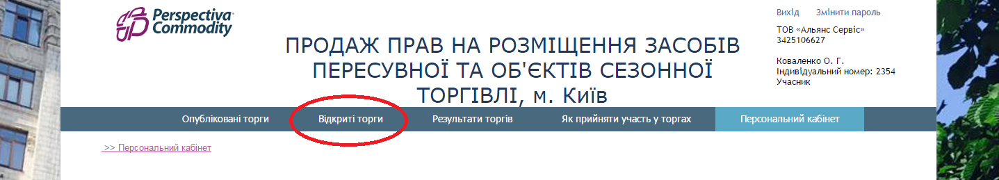 Perspectiva
Commodity
Вихід Змінити пароль
ТОВ «Альянс Сервіс»
3425106627
Коваленко О. Г.
Індивідуальний номер: 2354
Учасник
ПРОДАЖ ПРАВ НА РОЗМІЩЕННЯ ЗАСОБІВ
ПЕРЕСУВНОЇ ТА ОБ'ЄКТІВ СЕЗОННОЇ
ТОРГІВЛІ, м. Київ
Опубліковані торги Відкриті торги Результати торгів Як прийняти участь у торгах Персональний кабінет
>> Персональний кабінет